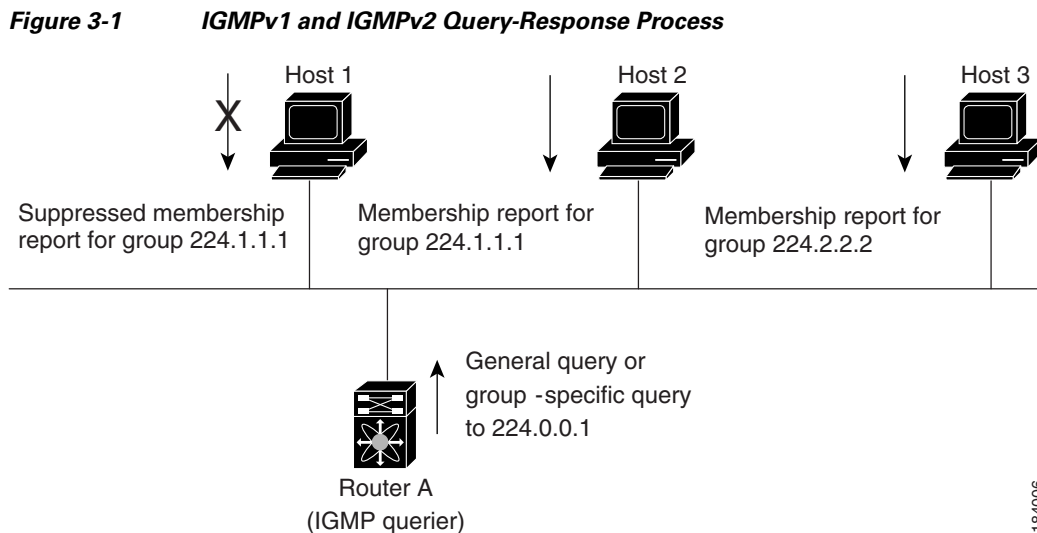 Figure 3-1 IGMPv1 and IGMPv2 Query-Response Process
Host 1
Host 2
Host 3
X
Suppressed membership
report for group 224.1.1.1
Membership report for
group 224.1.1.1
Membership report for
group 224.2.2.2
General query or
group -specific query
to 224.0.0.1
Router A
(IGMP querier)